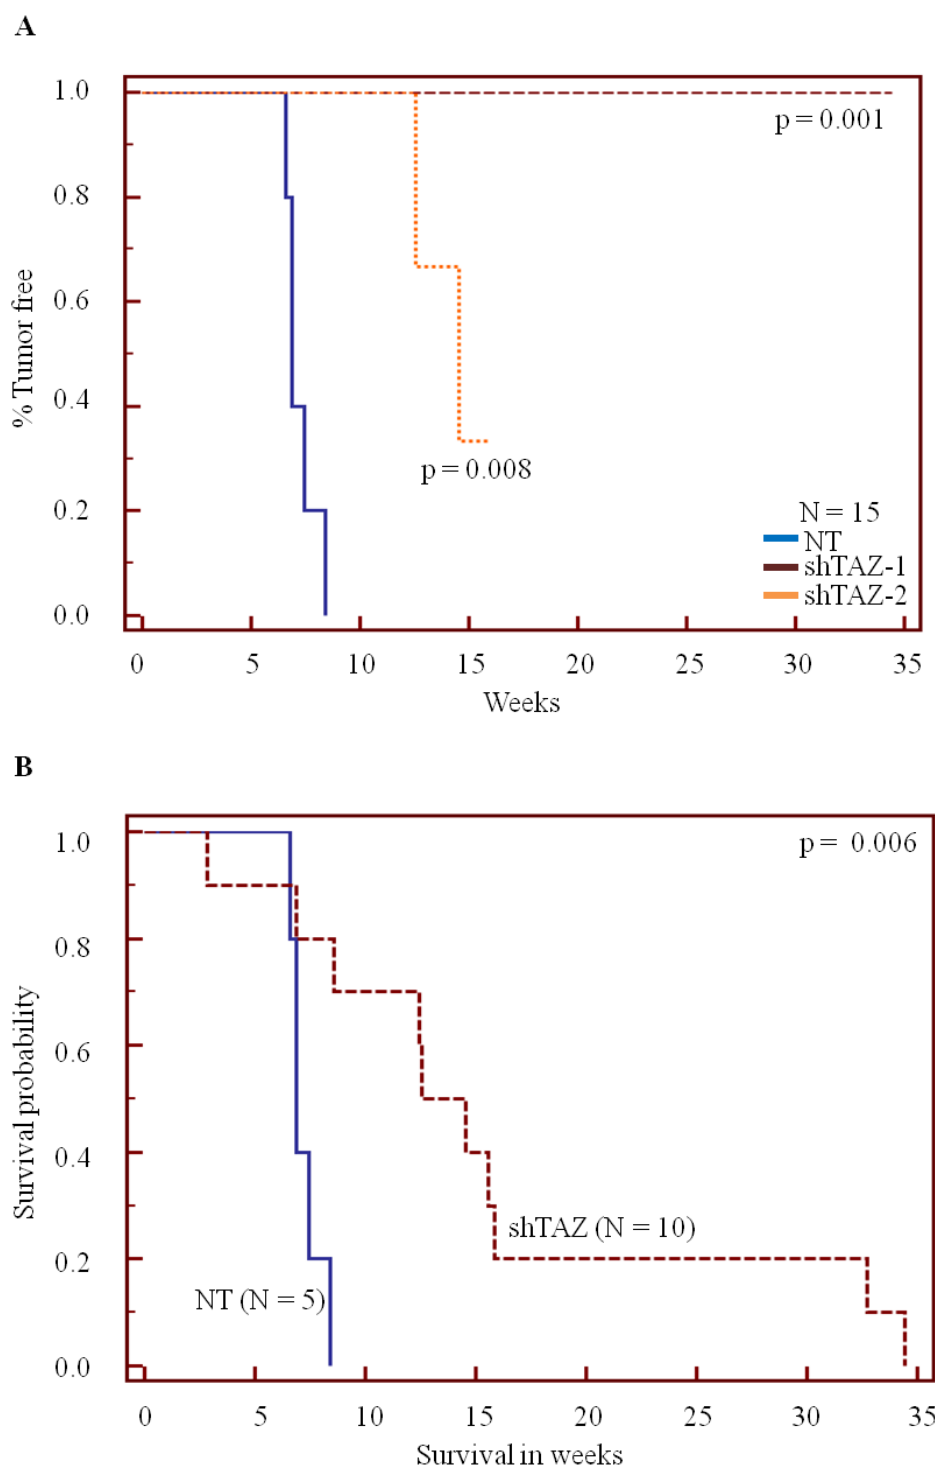 A
1.0
0.8
0.6
0.4
0.2
0.0
% Tumor free
p = 0.001
p = 0.008
N = 15
NT
shTAZ-1
shTAZ-2
0 5 10 15 20 25 30 35
Weeks
B
1.0
0.8
0.6
0.4
0.2
0.0
Survival probability
p = 0.006
shTAZ (N = 10)
NT (N = 5)
0 5 10 15 20 25 30 35
Survival in weeks